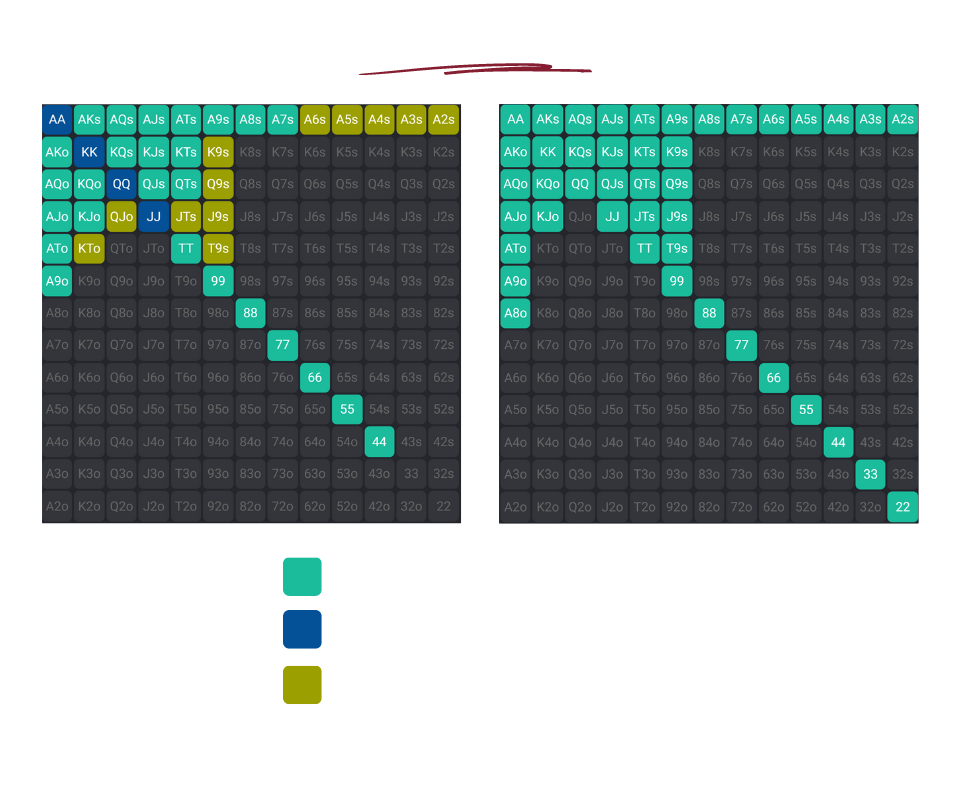 AA AKs AQs AJs ATs A9s A8s A7s A6s A5s A4s A3s A2s
AKo KK KQs KJs KTs K9s K8s K7s K6s K5s K4s K3s K2s
AQo KQo QQ QJs QTs Q9s Q8s Q7s Q6s Q5s Q4s Q3s Q2s
AJo KJo QJo JJ JTs J9s J8s J7s J6s J5s J4s J3s J2s
ATo KTo QTo JTo TT T9s T8s T7s T6s T5s T4s T3s T2s
A9o K9o Q9o J9o T9o 99 98s 97s 96s 95s 94s 93s 92s
A8o K8o Q8o J8o T8o 98o 88 87s 86s 85s 84s 83s 82s
A7o K7o Q7o J7o T7o 97o 87o 77 76s 75s 74s 73s 72s
A6o K6o Q6o J6o T6o 96o 86o 76o 66 65s 64s 63s 62s
A5o K5o Q5o J5o T5o 95o 85o 75o 65o 55 54s 53s 52s
A4o K4o Q4o J4o T4o 94o 84o 74o 64o 54o 44 43s 42s
A3o K3o Q3o J3o T3o 93o 83o 73o 63o 53o 43o 33 32s
A2o K2o Q2o J2o T2o 92o 82o 72o 62o 52o 42o 32o 22
AA AKs AQs AJs ATs A9s A8s A7s A6s A5s A4s A3s A2s
AKo KK KQs KJs KTs K9s K8s K7s K6s K5s K4s K3s K2s
AQo KQo QQ QJs QTs Q9s Q8s Q7s Q6s Q5s Q4s Q3s Q2s
AJo KJo QJo JJ JTs J9s J8s J7s J6s J5s J4s J3s J2s
ATo KTo QTo JTo TT T9s T8s T7s T6s T5s T4s T3s T2s
A9o K9o Q9o J9o T9o 99 98s 97s 96s 95s 94s 93s 92s
A8o K8o Q8o J8o T8o 98o 88 87s 86s 85s 84s 83s 82s
A7o K7o Q7o J7o T7o 97o 87o 77 76s 75s 74s 73s 72s
A6o K6o Q6o J6o T6o 96o 86o 76o 66 65s 64s 63s 62s
A5o K5o Q5o J5o T5o 95o 85o 75o 65o 55 54s 53s 52s
A4o K4o Q4o J4o T4o 94o 84o 74o 64o 54o 44 43s 42s
A3o K3o Q3o J3o T3o 93o 83o 73o 63o 53o 43o 33 32s
A2o K2o Q2o J2o T2o 92o 82o 72o 62o 52o 42o 32o 22